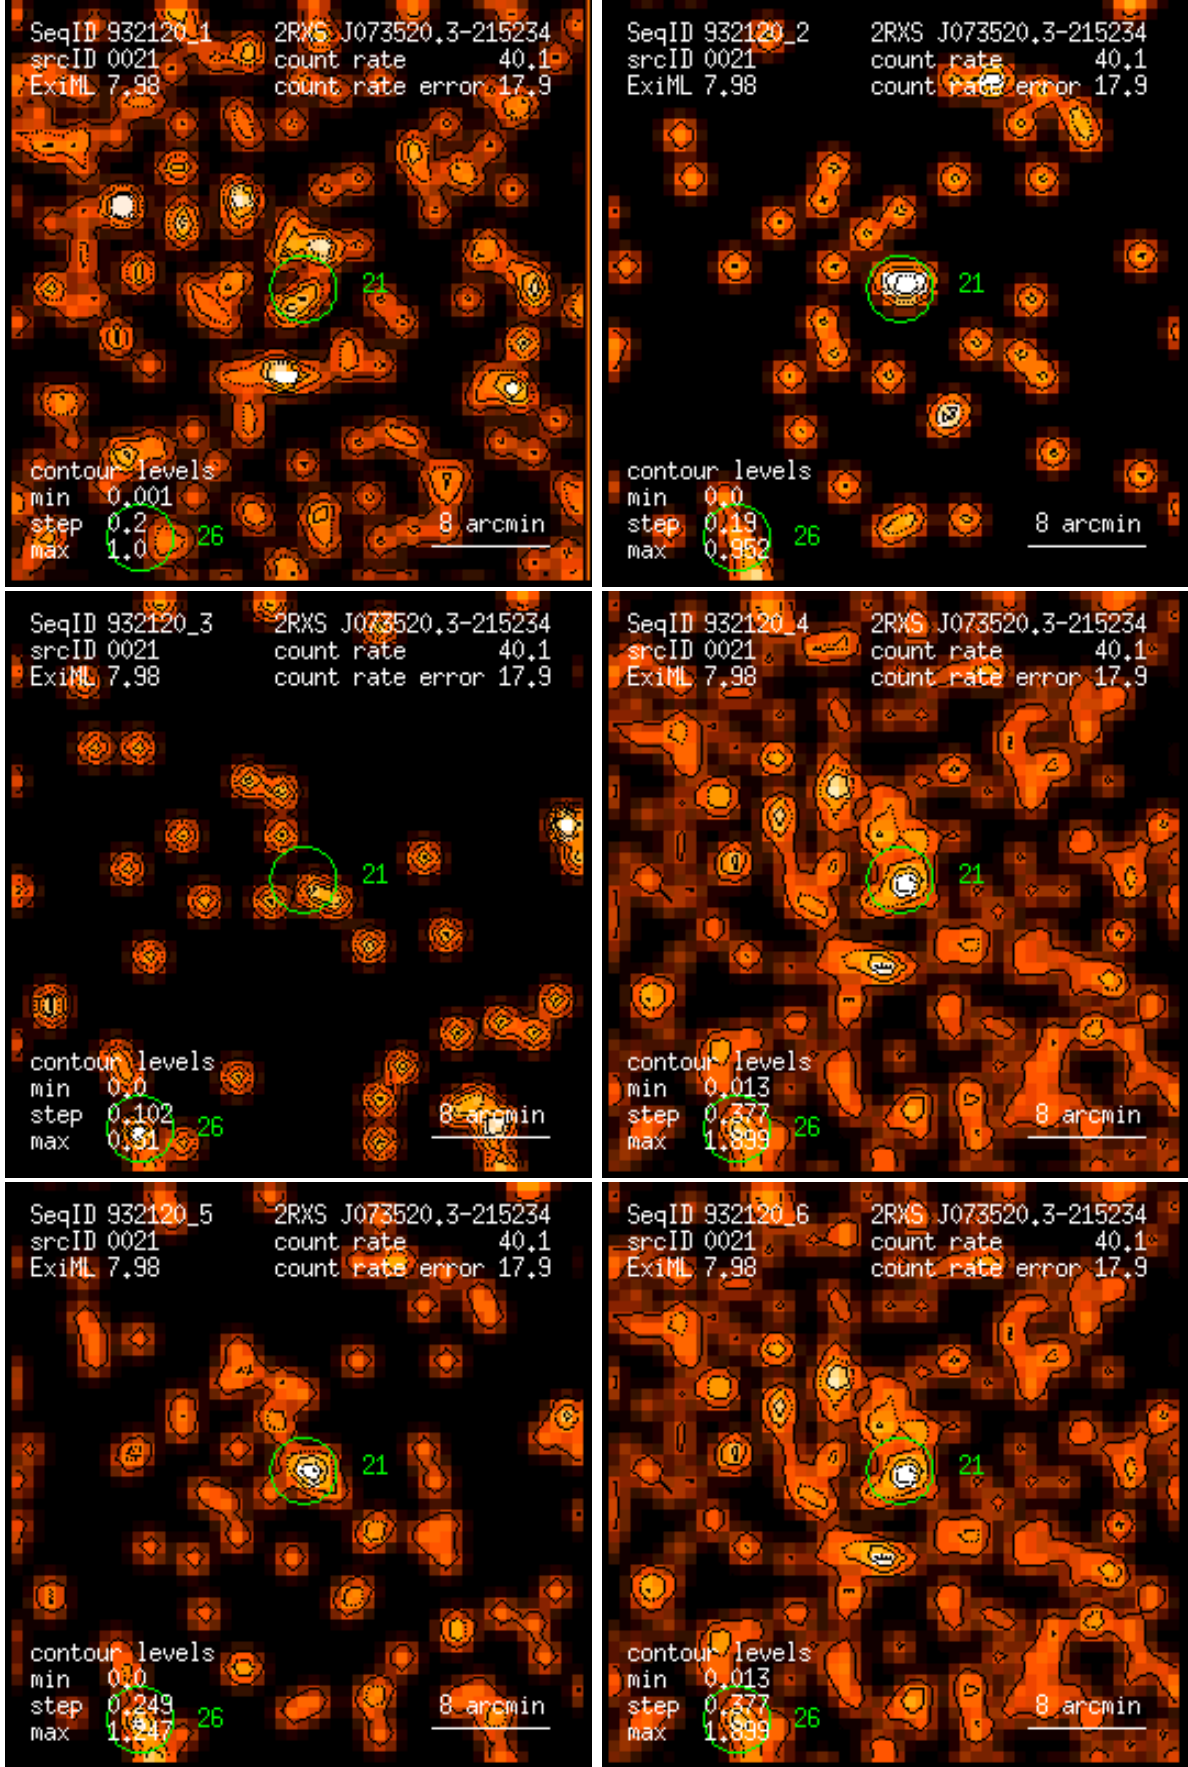 SeqID 932120_1 2RXS J073520.3-215234
srcID 0021 count rate 40.1
ExiML 7.98 count rate error 17.9
21
contour levels
min 0.001
step 0.2
max 1.0
26
8 arcmin
SeqID 932120_2 2RXS J073520.3-215234
srcID 0021 count rate 40.1
ExiML 7.98 count rate error 17.9
21
contour levels
min 0.0
step 0.19
max 0.952
26
8 arcmin
SeqID 932120_3 2RXS J073520.3-215234
srcID 0021 count rate 40.1
ExiML 7.98 count rate error 17.9
21
contour levels
min 0.0
step 0.102
max 0.51
26
8 arcmin
SeqID 932120_4 2RXS J073520.3-215234
srcID 0021 count rate 40.1
ExiML 7.98 count rate error 17.9
21
contour levels
min 0.013
step 0.377
max 1.899
26
8 arcmin
SeqID 932120_5 2RXS J073520.3-215234
srcID 0021 count rate 40.1
ExiML 7.98 count rate error 17.9
21
contour levels
min 0.0
step 0.249
max 1.247
26
8 arcmin
SeqID 932120_6 2RXS J073520.3-215234
srcID 0021 count rate 40.1
ExiML 7.98 count rate error 17.9
21
contour levels
min 0.013
step 0.377
max 1.899
26
8 arcmin